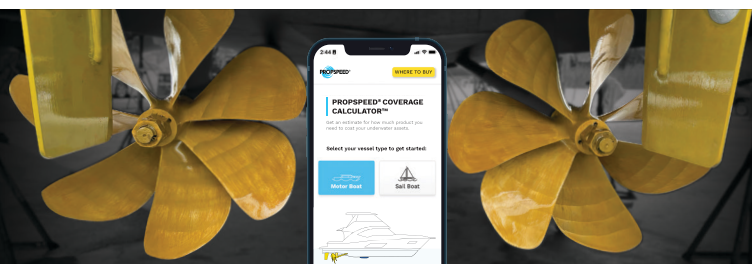 2:44
PROPSPEED®
WHERE TO BUY
PROPSPEED® COVERAGE
CALCULATOR™
Get an estimate for how much product you
need to coat your underwater assets.
Select your vessel type to get started:
Motor Boat
Sail Boat